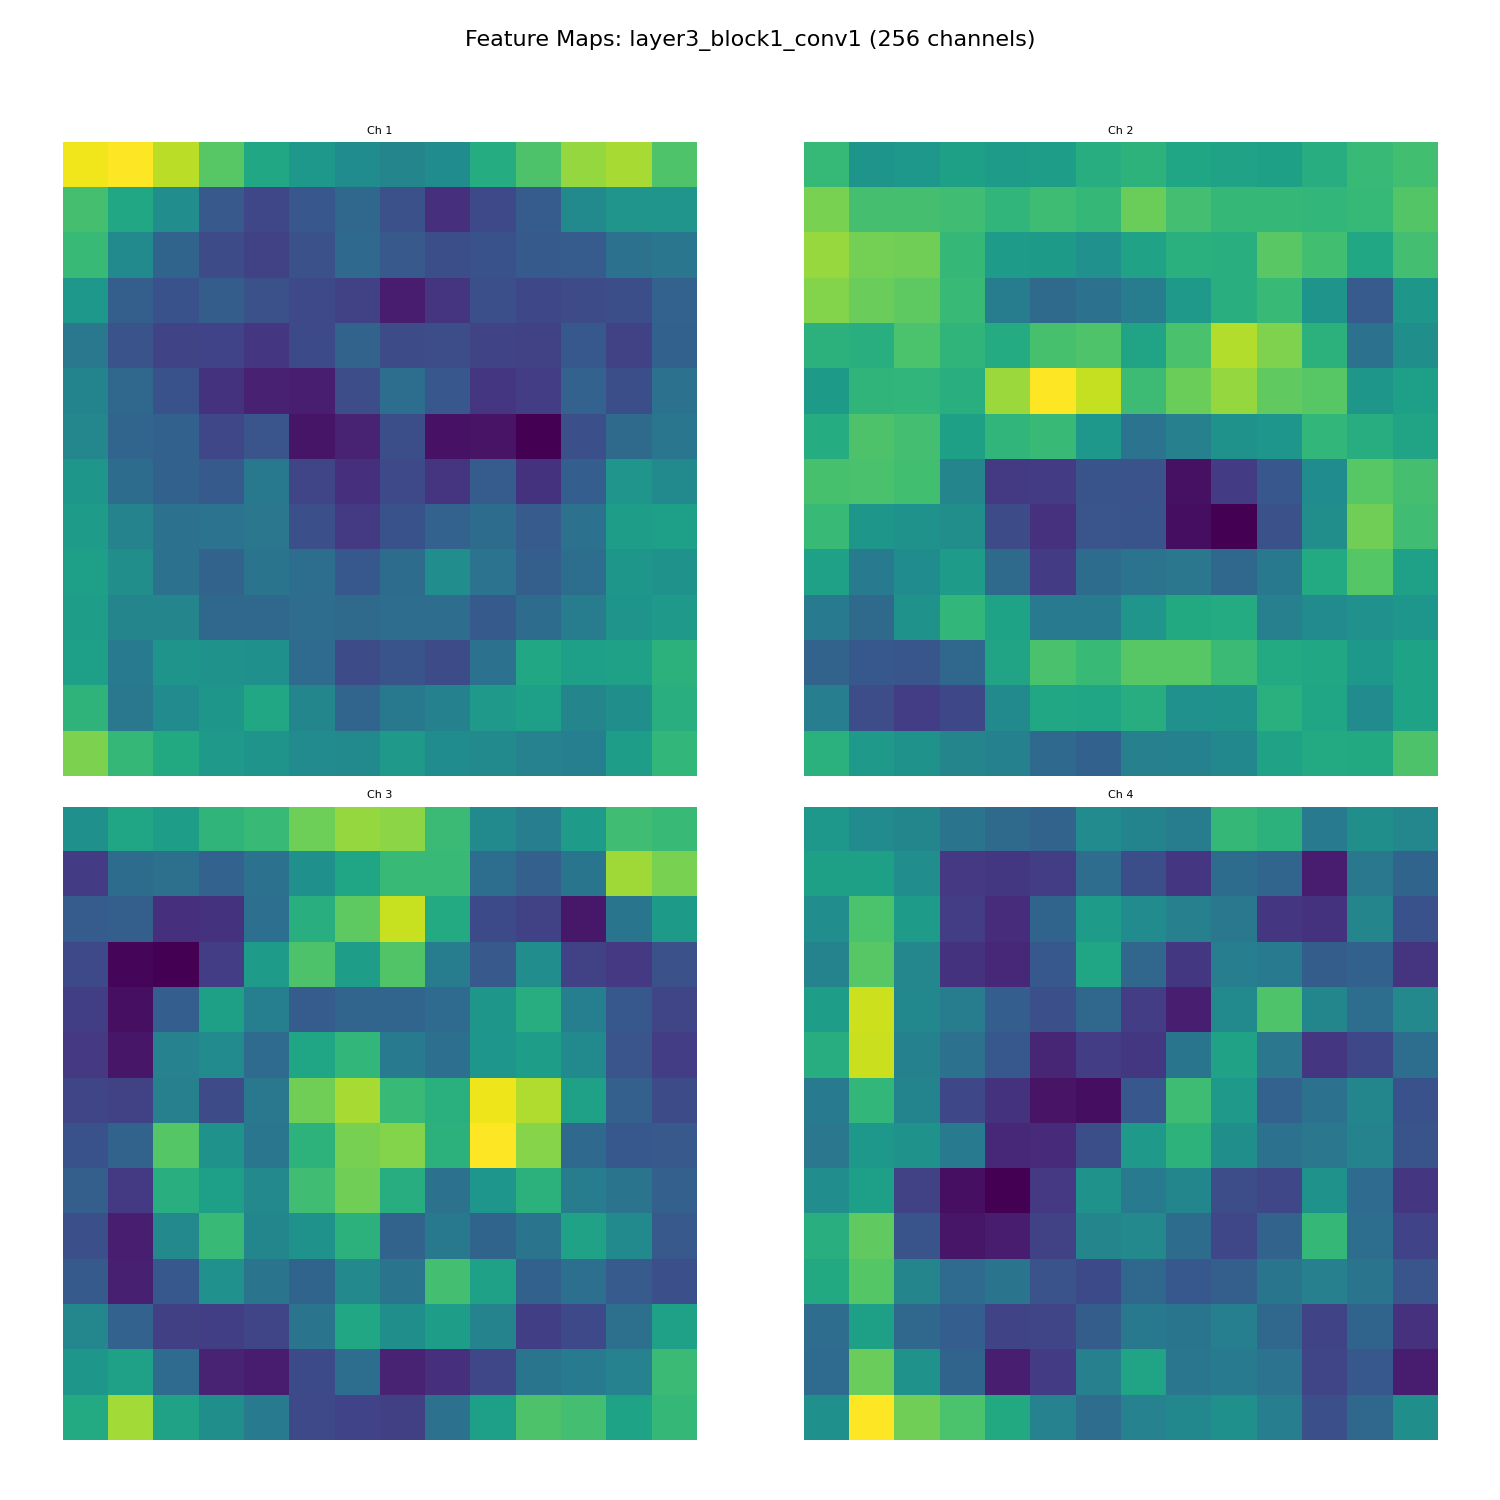 Feature Maps: layer3_block1_conv1 (256 channels)
Ch 1
Ch 2
Ch 3
Ch 4